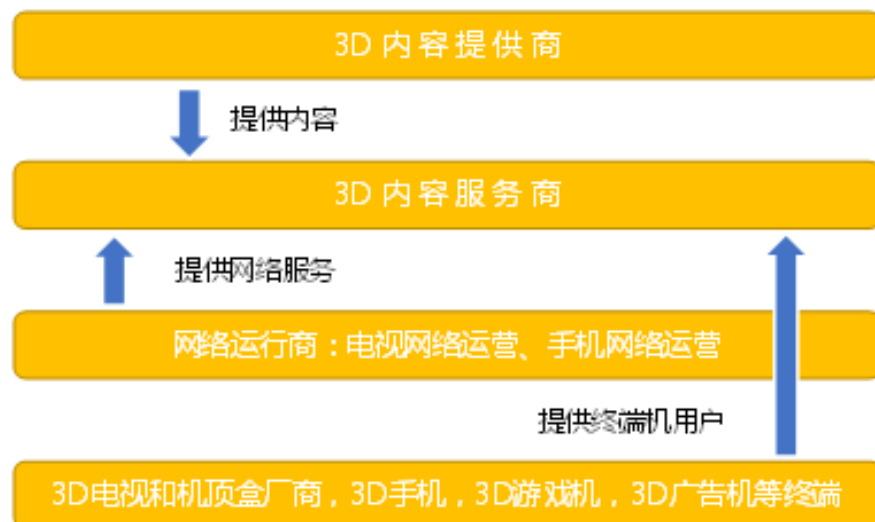 3D 内容提供商
提供内容
3D 内容服务商
提供网络服务
网络运行商：电视网络运营、手机网络运营
提供终端机用户
3D电视和机顶盒厂商，3D手机，3D游戏机，3D广告机等终端